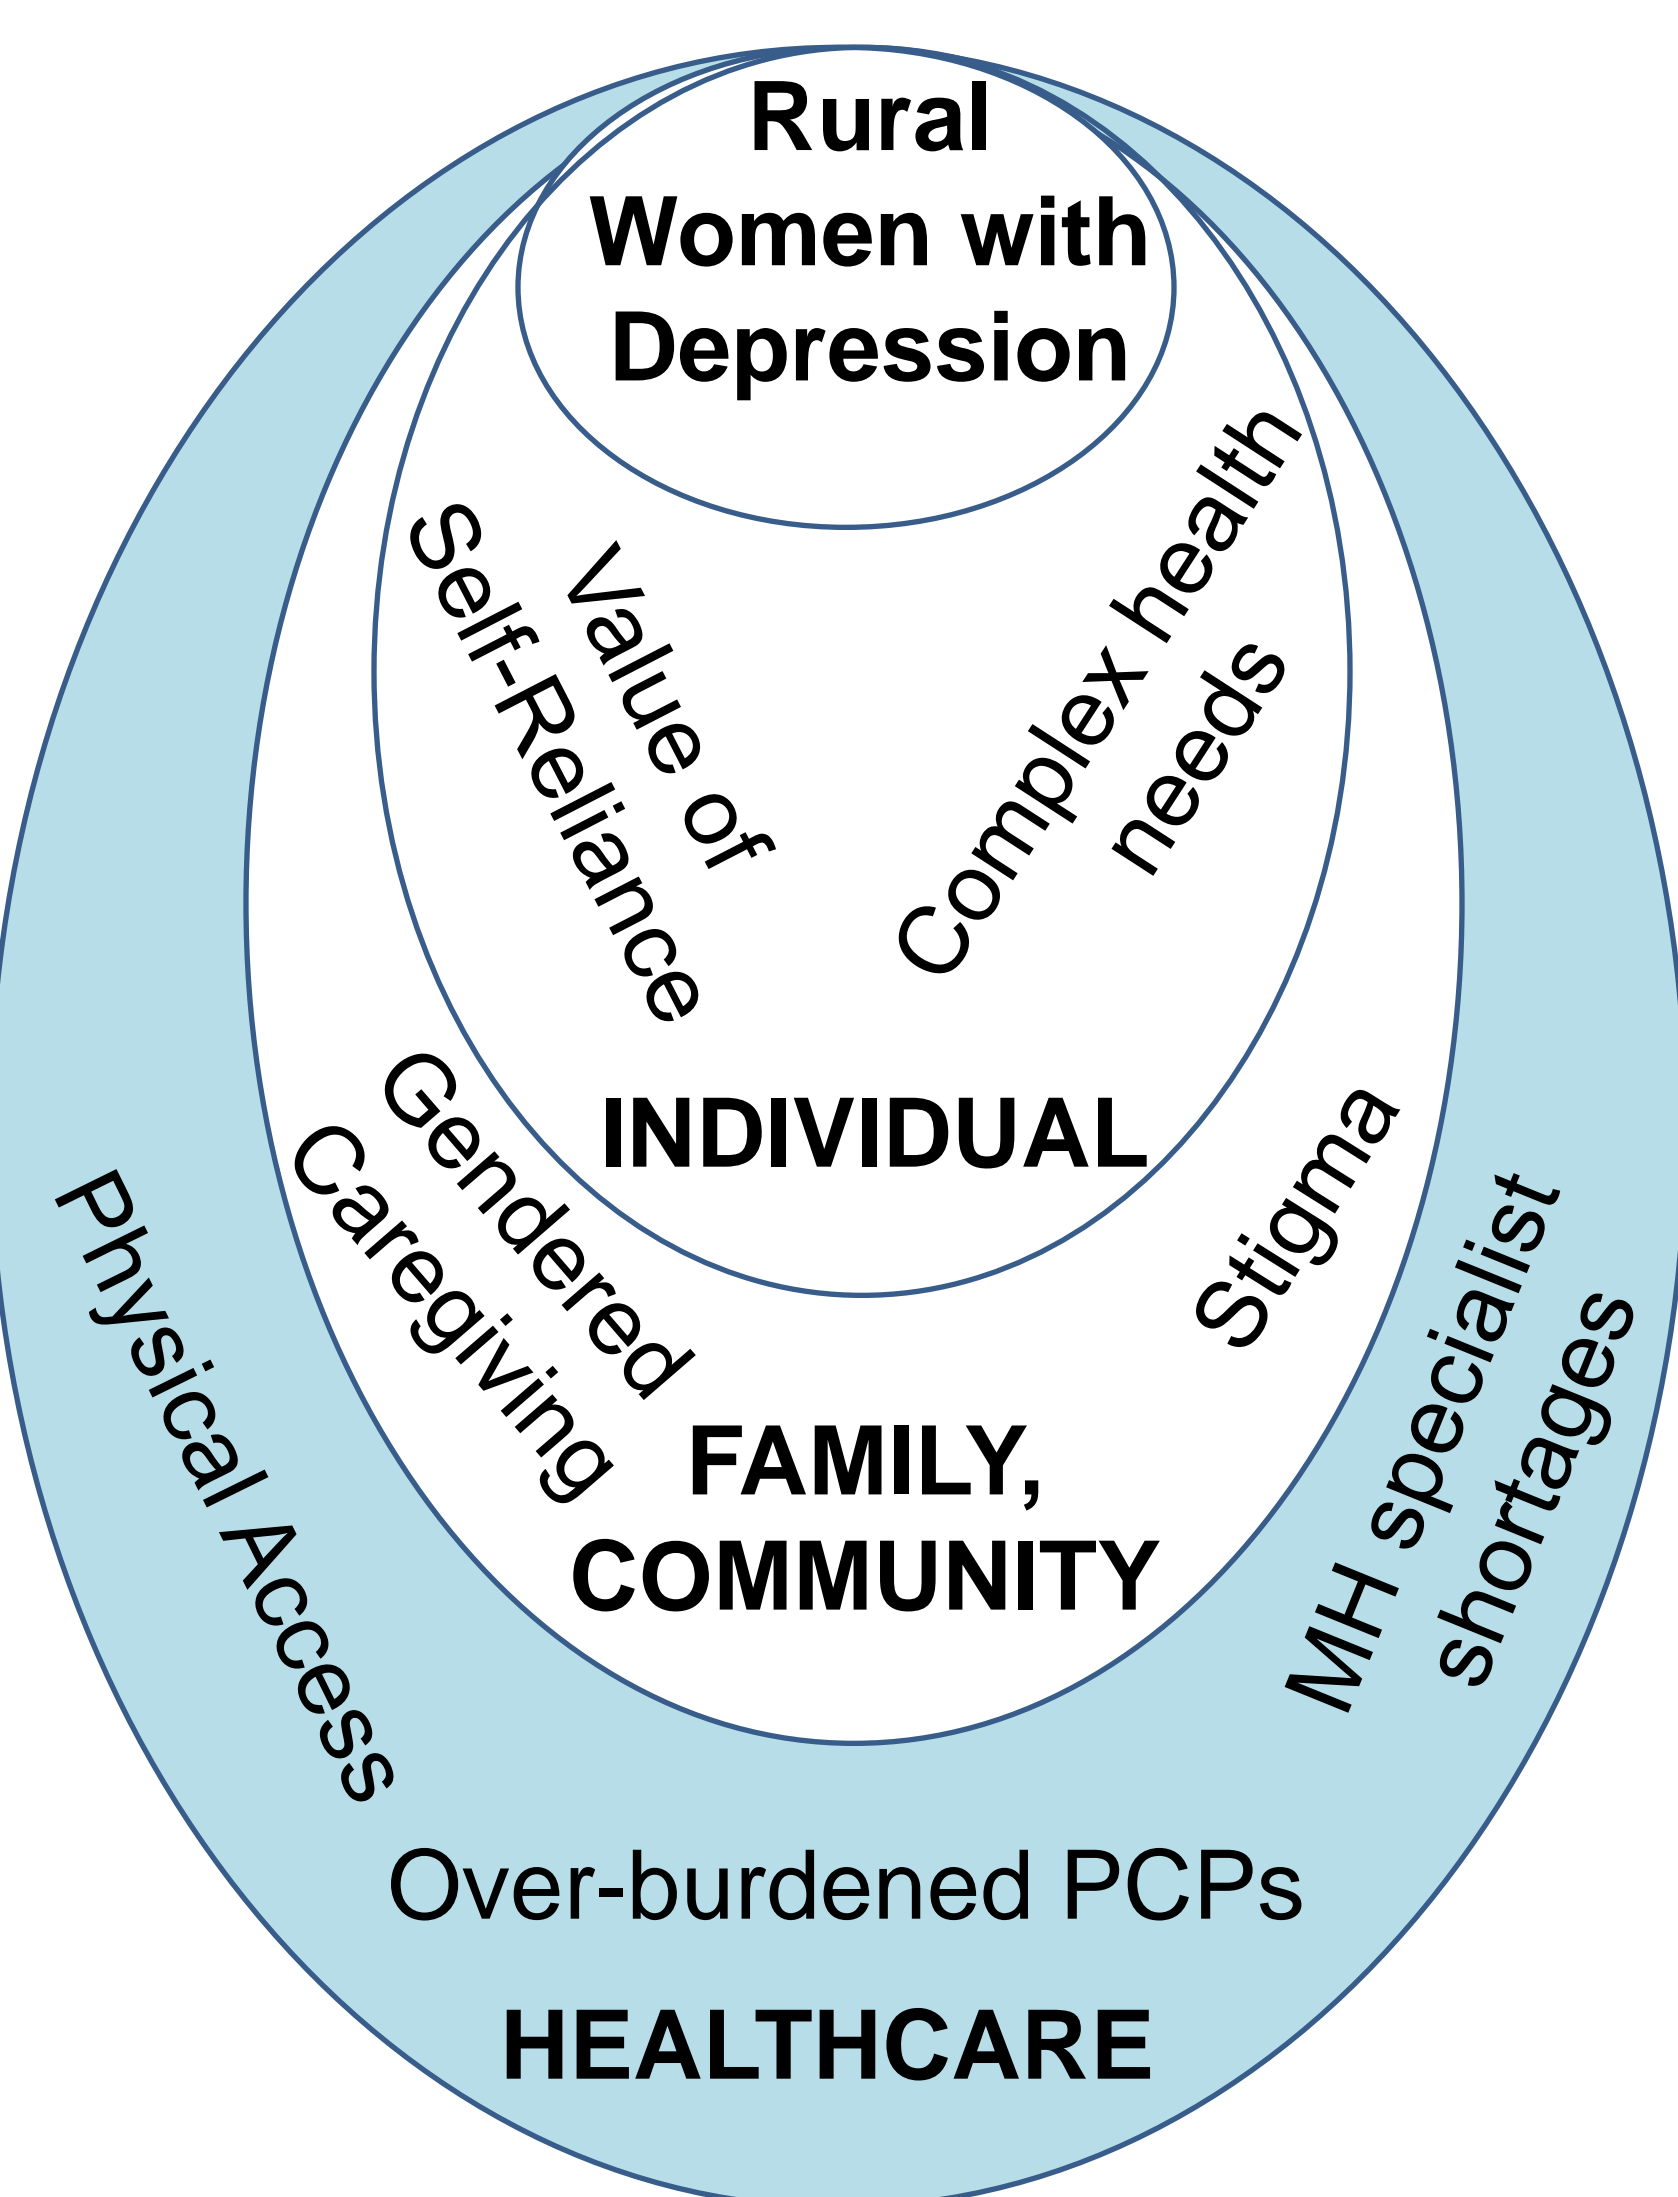 Rural
Women with
Depression
Value of
Self-Reliance
Complex health
needs
INDIVIDUAL
Gendered
Caregiving
Stigma
FAMILY,
COMMUNITY
Physical Access
MH specialist
shortages
Over-burdened PCPs
HEALTHCARE